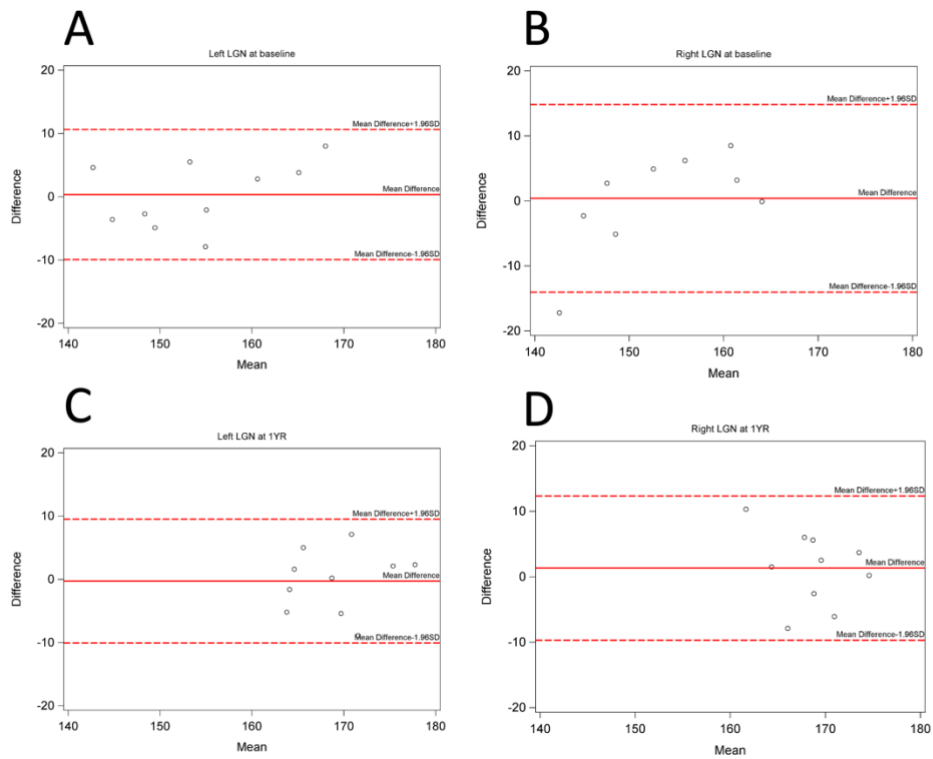 A
Left LGN at baseline
20
10
0
-10
-20
Difference
Mean Difference+1.96SD
Mean Difference
Mean Difference-1.96SD
140 150 160 170 180
Mean
B
Right LGN at baseline
20
10
0
-10
-20
Difference
Mean Difference+1.96SD
Mean Difference
Mean Difference-1.96SD
140 150 160 170 180
Mean
C
Left LGN at 1YR
20
10
0
-10
-20
Difference
Mean Difference+1.96SD
Mean Difference
Mean Difference-1.96SD
140 150 160 170 180
Mean
D
Right LGN at 1YR
20
10
0
-10
-20
Difference
Mean Difference+1.96SD
Mean Difference
Mean Difference-1.96SD
140 150 160 170 180
Mean